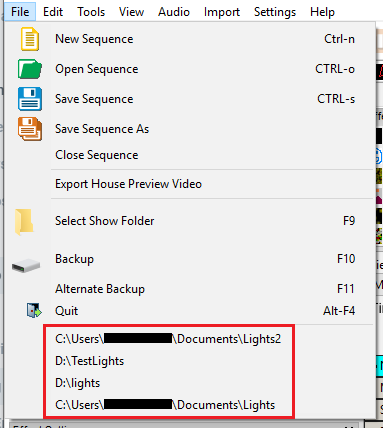 File Edit Tools View Audio Import Settings Help
New Sequence Ctrl-n
Open Sequence CTRL-o
Save Sequence CTRL-s
Save Sequence As
Close Sequence
Export House Preview Video
Select Show Folder F9
Backup F10
Alternate Backup F11
Quit Alt-F4
C:\Users\ \Documents\Lights2
D:\TestLights
D:\lights
C:\Users\ \Documents\Lights